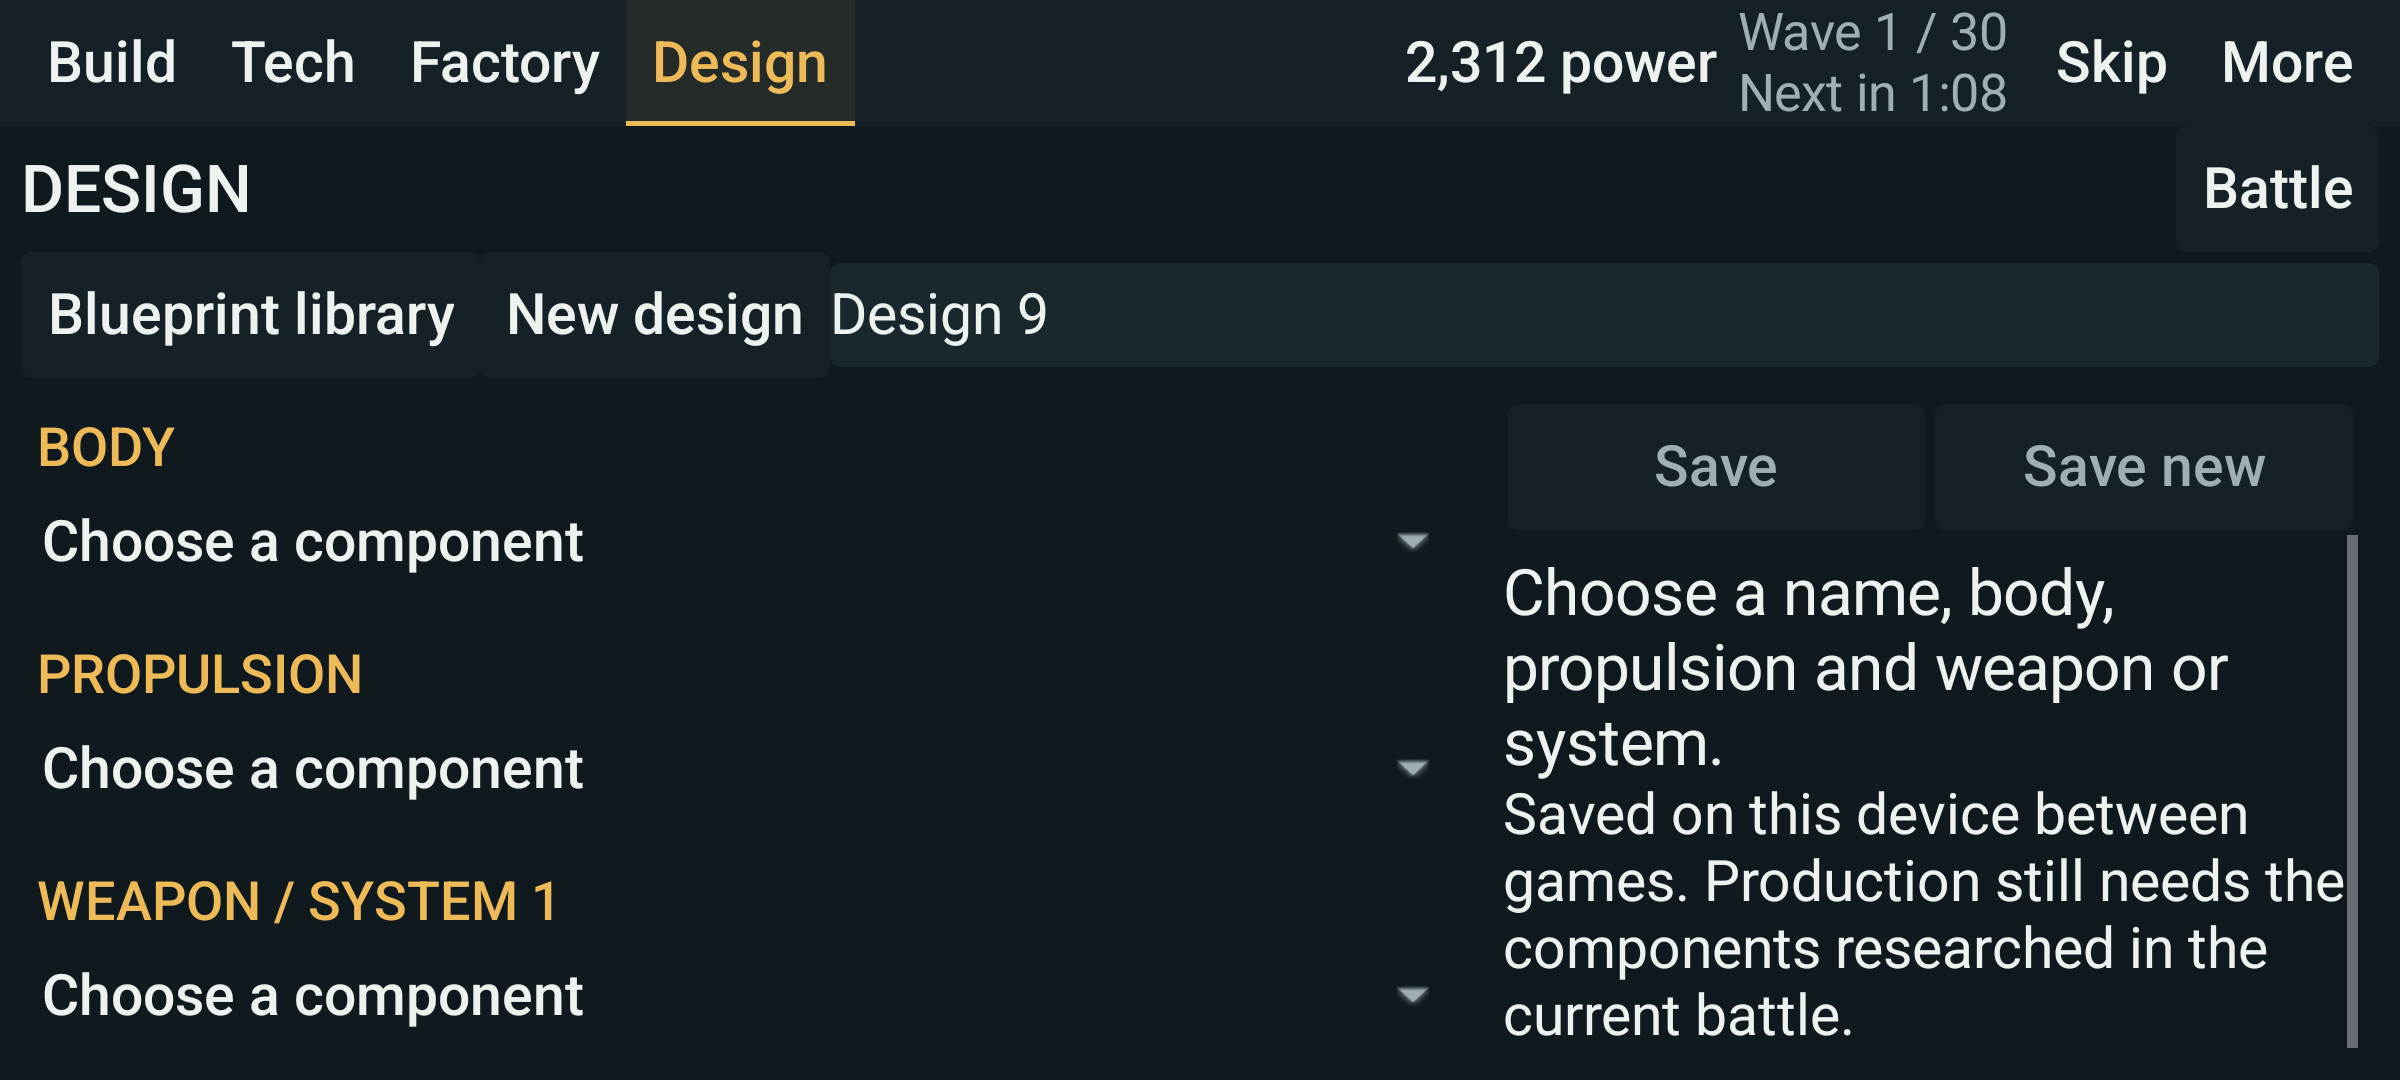 Build Tech Factory Design 2,312 power Wave 1 / 30 Skip More
Next in 1:08
DESIGN Battle
Blueprint library New design Design 9
BODY
Choose a component
PROPULSION
Choose a component
WEAPON / SYSTEM 1
Choose a component
Save Save new
Choose a name, body,
propulsion and weapon or
system.
Saved on this device between
games. Production still needs the
components researched in the
current battle.